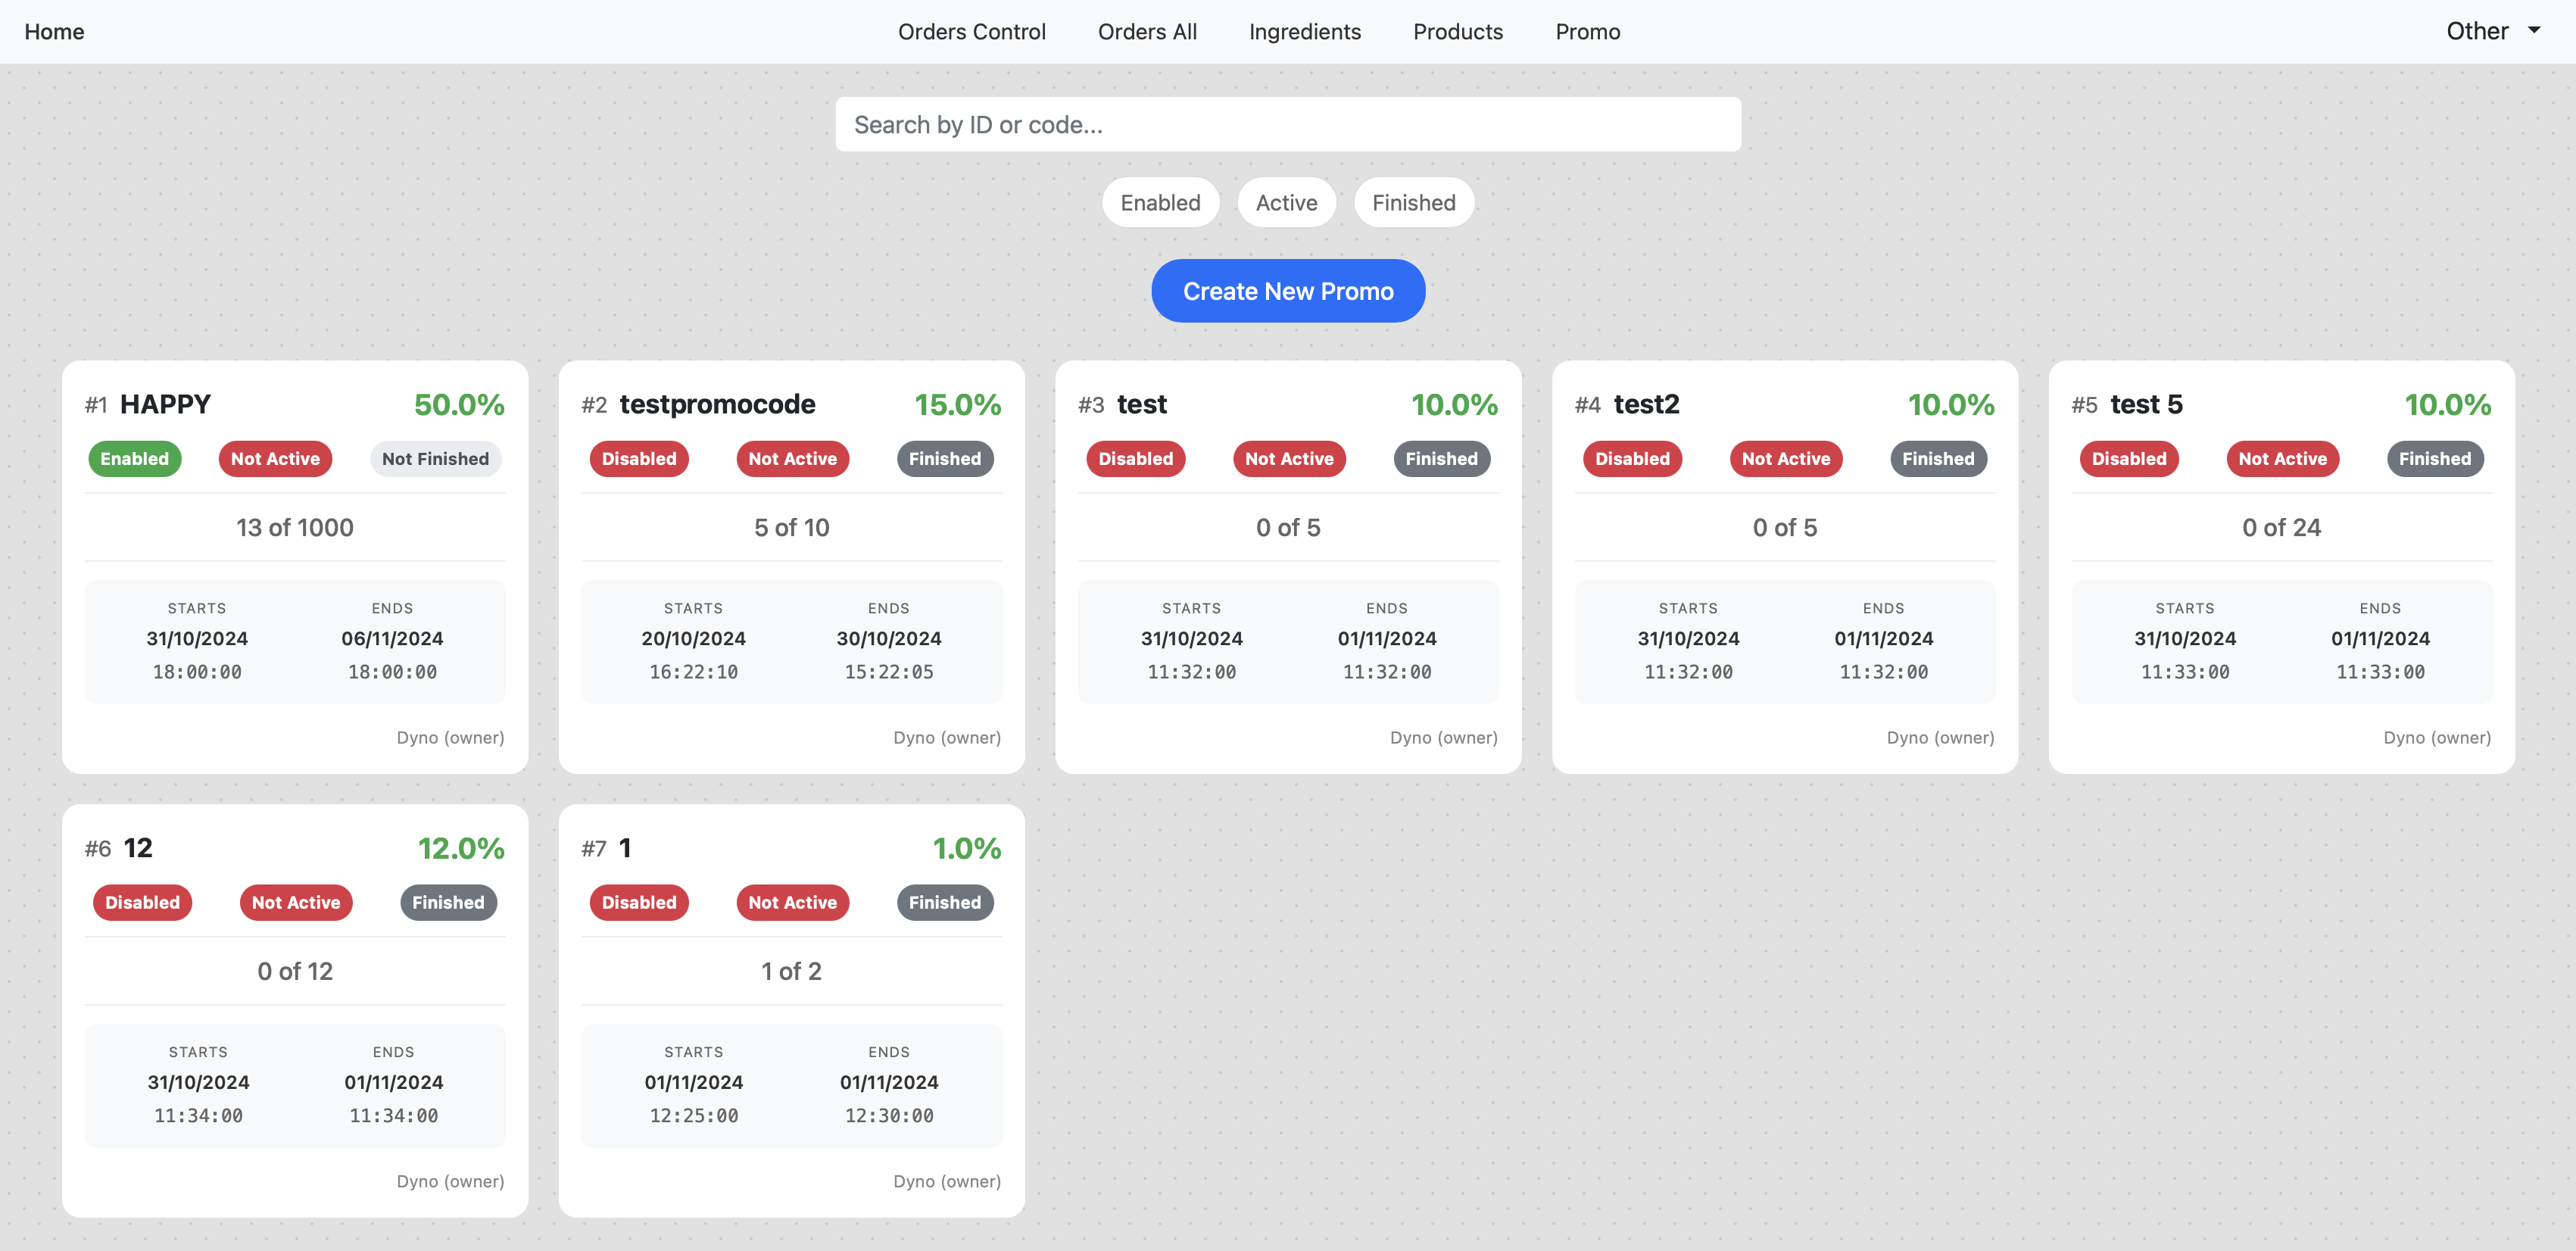 Home Orders Control Orders All Ingredients Products Promo Other
Search by ID or code...
Enabled Active Finished
Create New Promo
#1 HAPPY 50.0%
Enabled Not Active Not Finished
13 of 1000
STARTS ENDS
31/10/2024 06/11/2024
18:00:00 18:00:00
Dyno (owner)
#2 testpromocode 15.0%
Disabled Not Active Finished
5 of 10
STARTS ENDS
20/10/2024 30/10/2024
16:22:10 15:22:05
Dyno (owner)
#3 test 10.0%
Disabled Not Active Finished
0 of 5
STARTS ENDS
31/10/2024 01/11/2024
11:32:00 11:32:00
Dyno (owner)
#4 test2 10.0%
Disabled Not Active Finished
0 of 5
STARTS ENDS
31/10/2024 01/11/2024
11:32:00 11:32:00
Dyno (owner)
#5 test 5 10.0%
Disabled Not Active Finished
0 of 24
STARTS ENDS
31/10/2024 01/11/2024
11:33:00 11:33:00
Dyno (owner)
#6 12 12.0%
Disabled Not Active Finished
0 of 12
STARTS ENDS
31/10/2024 01/11/2024
11:34:00 11:34:00
Dyno (owner)
#7 1 1.0%
Disabled Not Active Finished
1 of 2
STARTS ENDS
01/11/2024 01/11/2024
12:25:00 12:30:00
Dyno (owner)